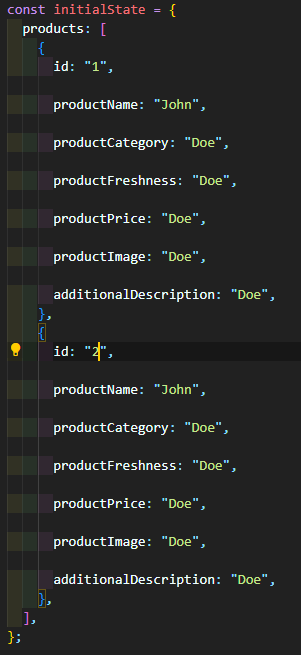 const initialState = {
products: [
{
id: "1",
productName: "John",
productCategory: "Doe",
productFreshness: "Doe",
productPrice: "Doe",
productImage: "Doe",
additionalDescription: "Doe",
},
{
id: "2",
productName: "John",
productCategory: "Doe",
productFreshness: "Doe",
productPrice: "Doe",
productImage: "Doe",
additionalDescription: "Doe",
},
],
};